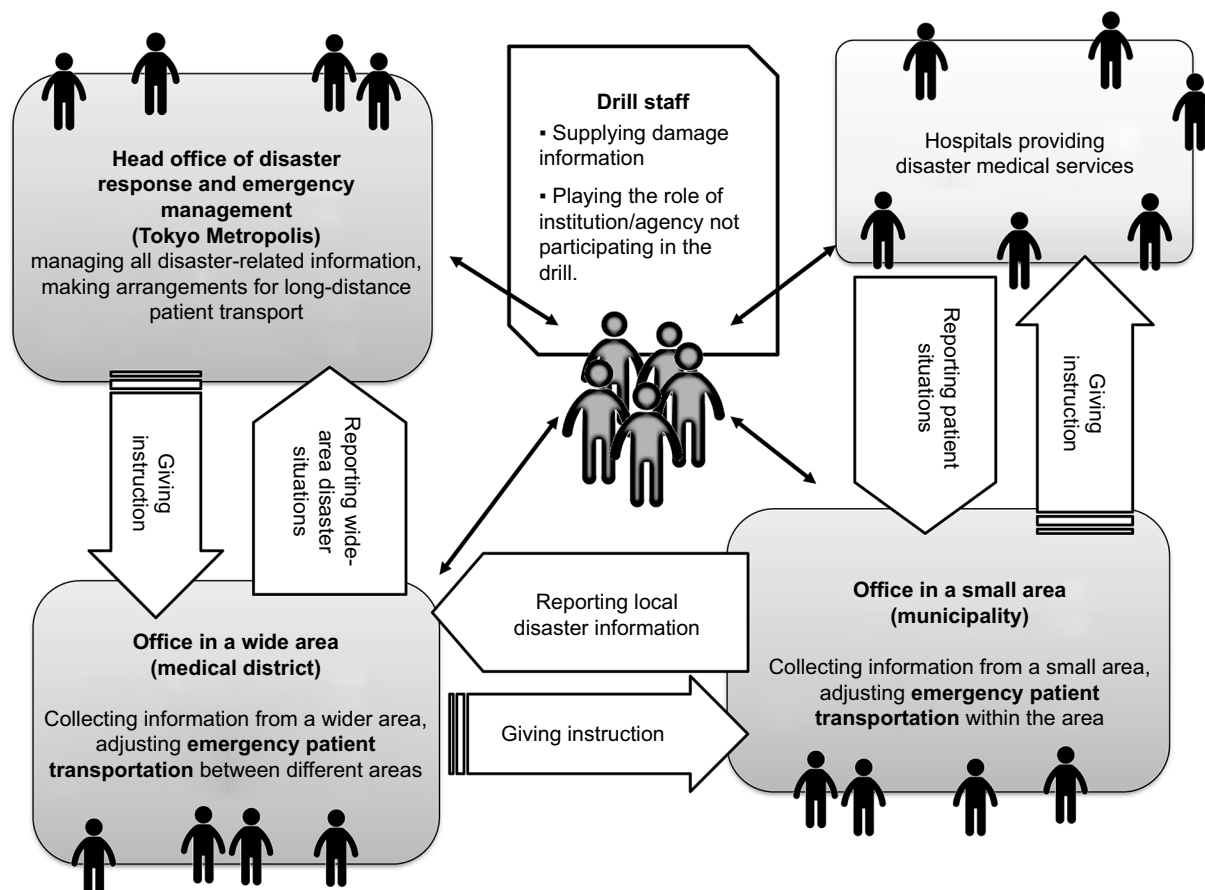 Head office of disaster
response and emergency
management
(Tokyo Metropolis)
managing all disaster-related information,
making arrangements for long-distance
patient transport
Drill staff
▪ Supplying damage
information
▪ Playing the role of
institution/agency not
participating in the
drill.
Hospitals providing
disaster medical services
Giving
instruction
Reporting wide-
area disaster
situations
Reporting patient
situations
Giving
instruction
Reporting local
disaster information
Giving instruction
Office in a wide area
(medical district)
Collecting information from a wider area,
adjusting emergency patient
transportation between different areas
Office in a small area
(municipality)
Collecting information from a small area,
adjusting emergency patient
transportation within the area